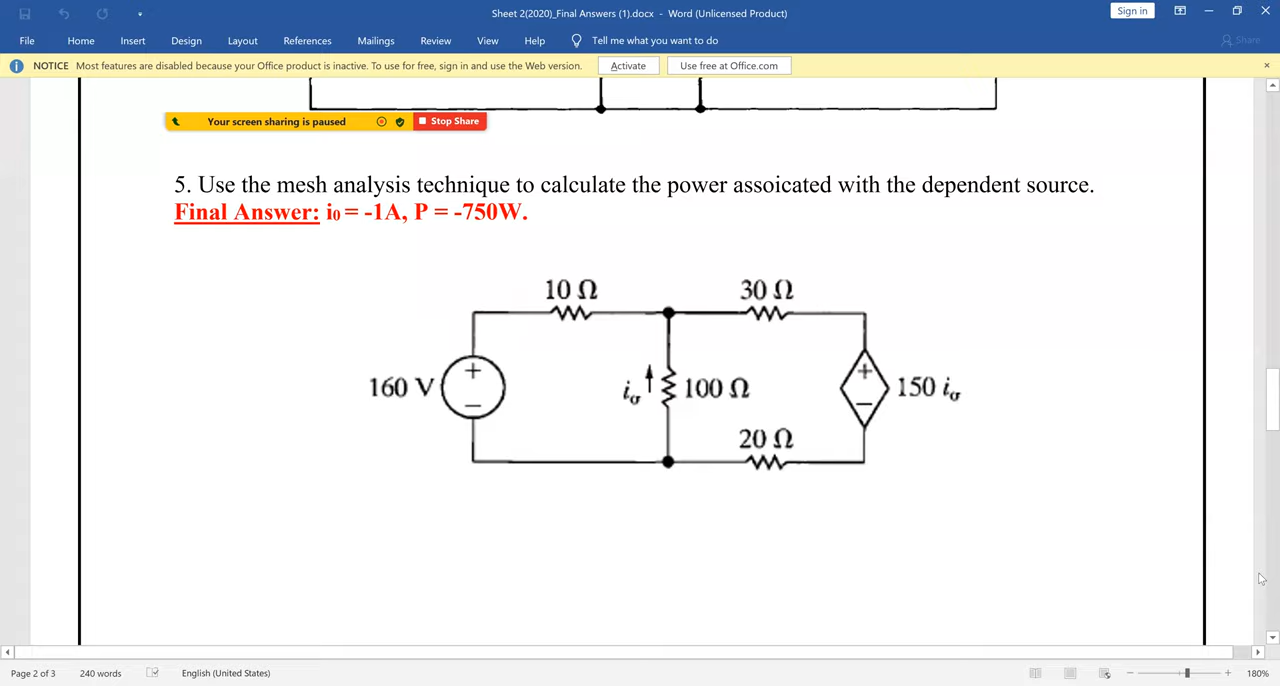 Sheet 2(2020)_Final Answers (1).docx - Word (Unlicensed Product)
Sign in
File Home Insert Design Layout References Mailings Review View Help Tell me what you want to do Share
NOTICE Most features are disabled because your Office product is inactive. To use for free, sign in and use the Web version. Activate Use free at Office.com
Your screen sharing is paused Stop Share
5. Use the mesh analysis technique to calculate the power assoicated with the dependent source.
Final Answer: i₀ = -1A, P = -750W.
10 Ω 30 Ω
160 V + − iσ 100 Ω + − 150 iσ
20 Ω
Page 2 of 3 240 words English (United States) 180%